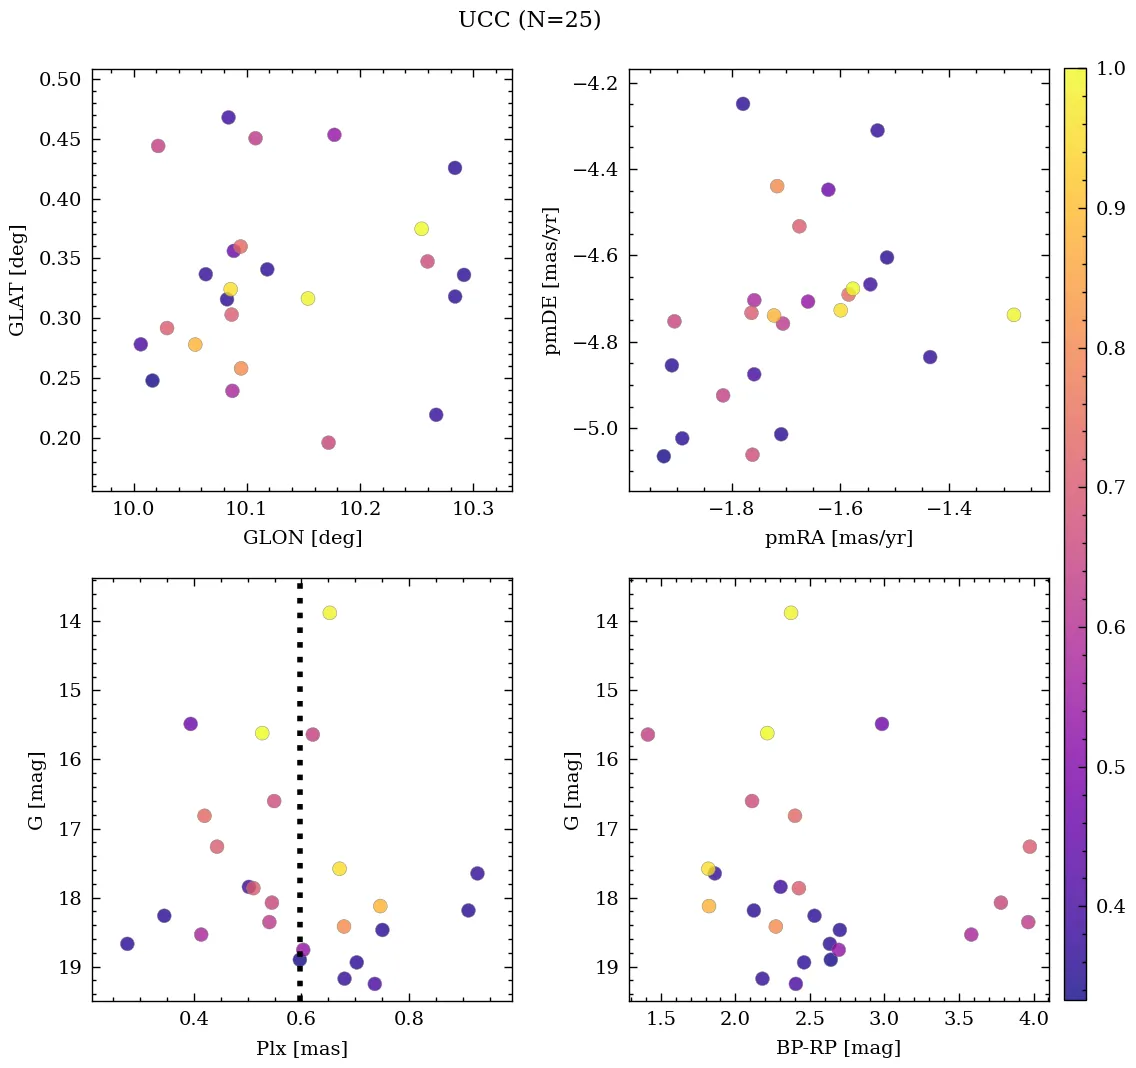 UCC (N=25)
0.50
0.45
0.40
0.35
0.30
0.25
0.20
GLAT [deg]
10.0 10.1 10.2 10.3
GLON [deg]
−4.2
−4.4
−4.6
−4.8
−5.0
pmDE [mas/yr]
−1.8 −1.6 −1.4
pmRA [mas/yr]
14
15
16
17
18
19
G [mag]
0.4 0.6 0.8
Plx [mas]
14
15
16
17
18
19
G [mag]
1.5 2.0 2.5 3.0 3.5 4.0
BP-RP [mag]
1.0
0.9
0.8
0.7
0.6
0.5
0.4